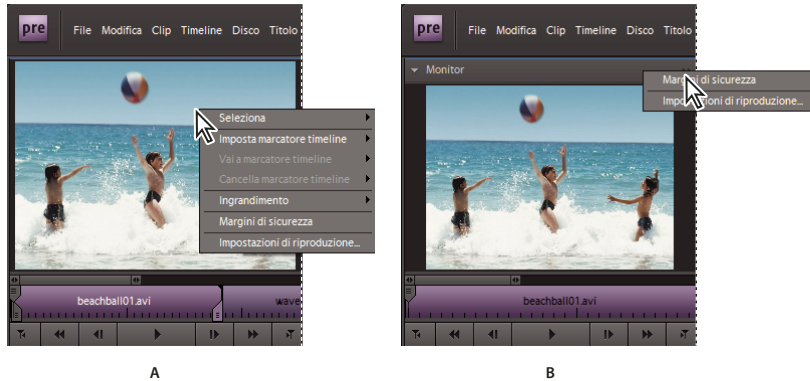 pre File Modifica Clip Timeline Disco Titolo
Seleziona
Imposta marcatore timeline
Vai a marcatore timeline
Cancella marcatore timeline
Ingrandimento
Margini di sicurezza
Impostazioni di riproduzione...
beachball01.avi wave
A
pre File Modifica Clip Timeline Disco Titolo
Monitor
Margini di sicurezza
Impostazioni di riproduzione...
beachball01.avi
B